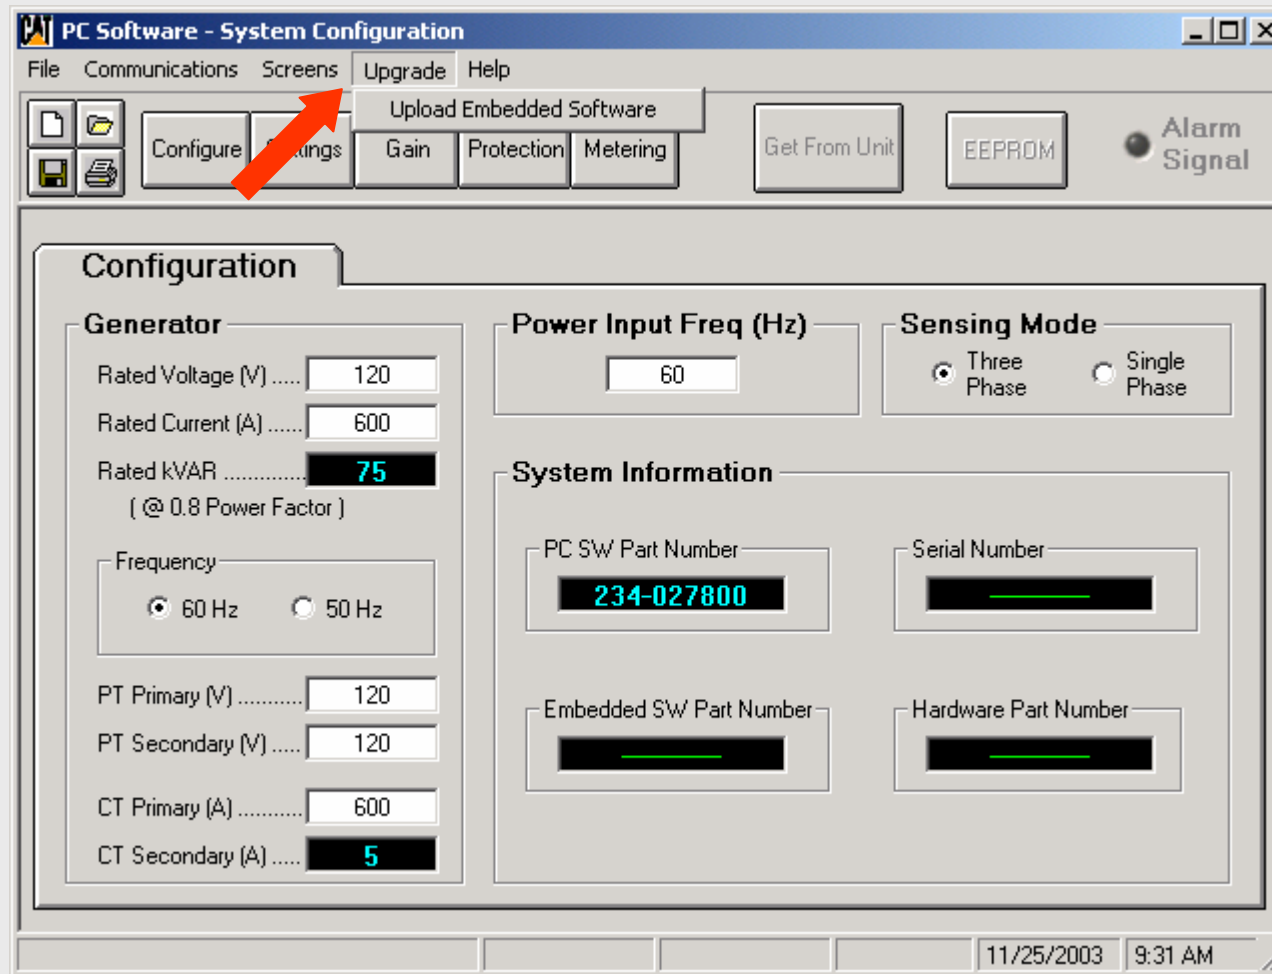 CAT PC Software - System Configuration
File Communications Screens Upgrade Help
Upload Embedded Software
Configure Gain Protection Metering Get From Unit EEPROM Alarm Signal
Configuration
Generator
Rated Voltage (V) ..... 120
Rated Current (A) ...... 600
Rated kVAR .............. 75
( @ 0.8 Power Factor )
Frequency
60 Hz 50 Hz
PT Primary (V) ........... 120
PT Secondary (V) ..... 120
CT Primary (A) ........... 600
CT Secondary (A) ..... 5
Power Input Freq (Hz)
60
Sensing Mode
Three Phase
Single Phase
System Information
PC SW Part Number
234-027800
Serial Number
Embedded SW Part Number
Hardware Part Number
11/25/2003 9:31 AM